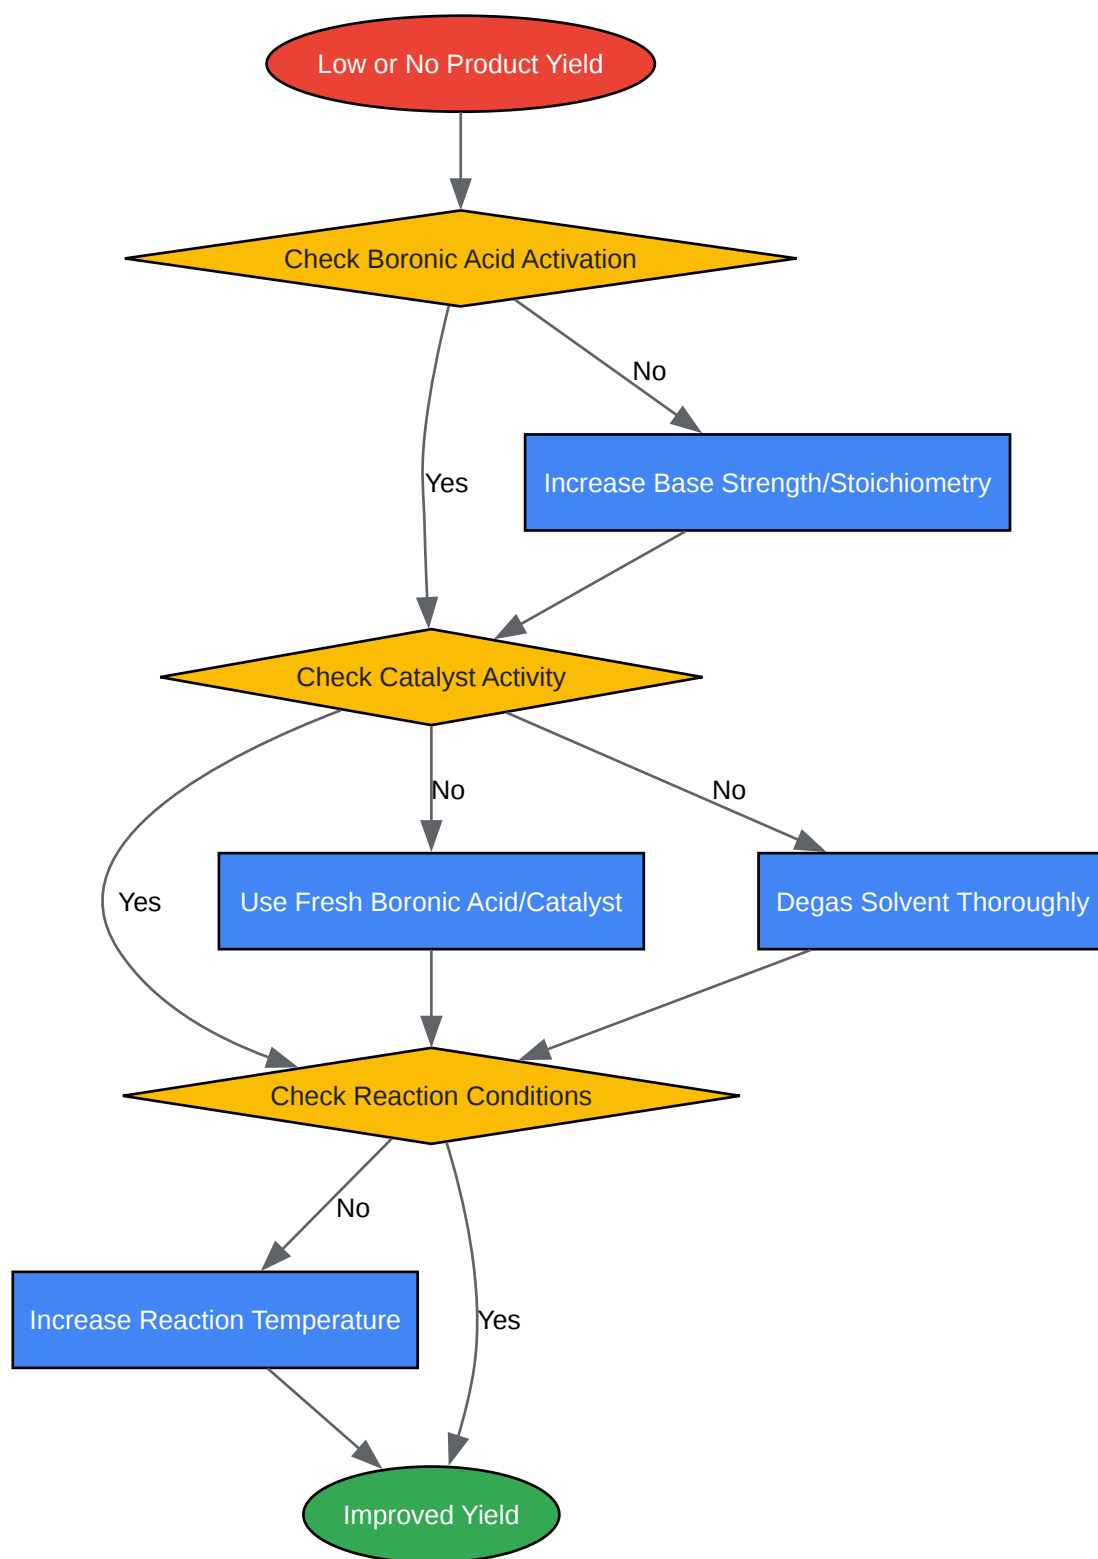 Low or No Product Yield
Check Boronic Acid Activation
No
Yes
Increase Base Strength/Stoichiometry
Check Catalyst Activity
No
No
Yes
Use Fresh Boronic Acid/Catalyst
Degas Solvent Thoroughly
Check Reaction Conditions
No
Increase Reaction Temperature
Yes
Improved Yield